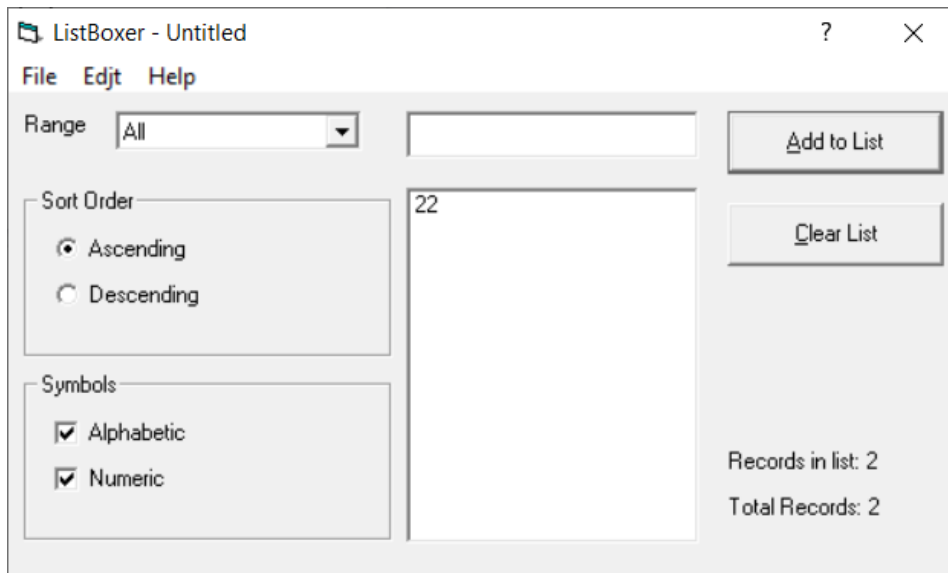 ListBoxer - Untitled ?
File Edjt Help
Range All Add to List
Sort Order 22 Clear List
Ascending
Descending
Symbols
Alphabetic
Numeric
Records in list: 2
Total Records: 2